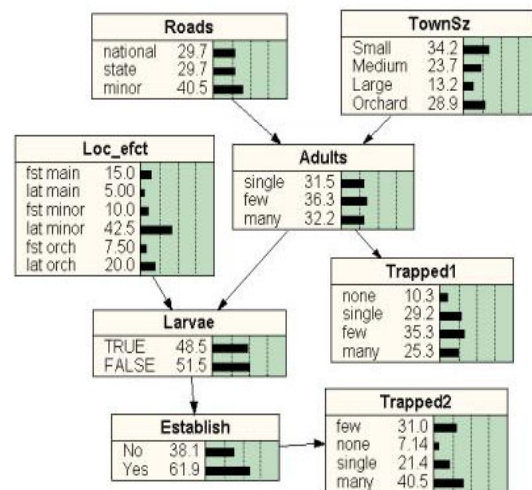 Roads
national 29.7
state 29.7
minor 40.5
TownSz
Small 34.2
Medium 23.7
Large 13.2
Orchard 28.9
Loc_efct
fst main 15.0
lat main 5.00
fst minor 10.0
lat minor 42.5
fst orch 7.50
lat orch 20.0
Adults
single 31.5
few 36.3
many 32.2
Trapped1
none 10.3
single 29.2
few 35.3
many 25.3
Larvae
TRUE 48.5
FALSE 51.5
Establish
No 38.1
Yes 61.9
Trapped2
few 31.0
none 7.14
single 21.4
many 40.5